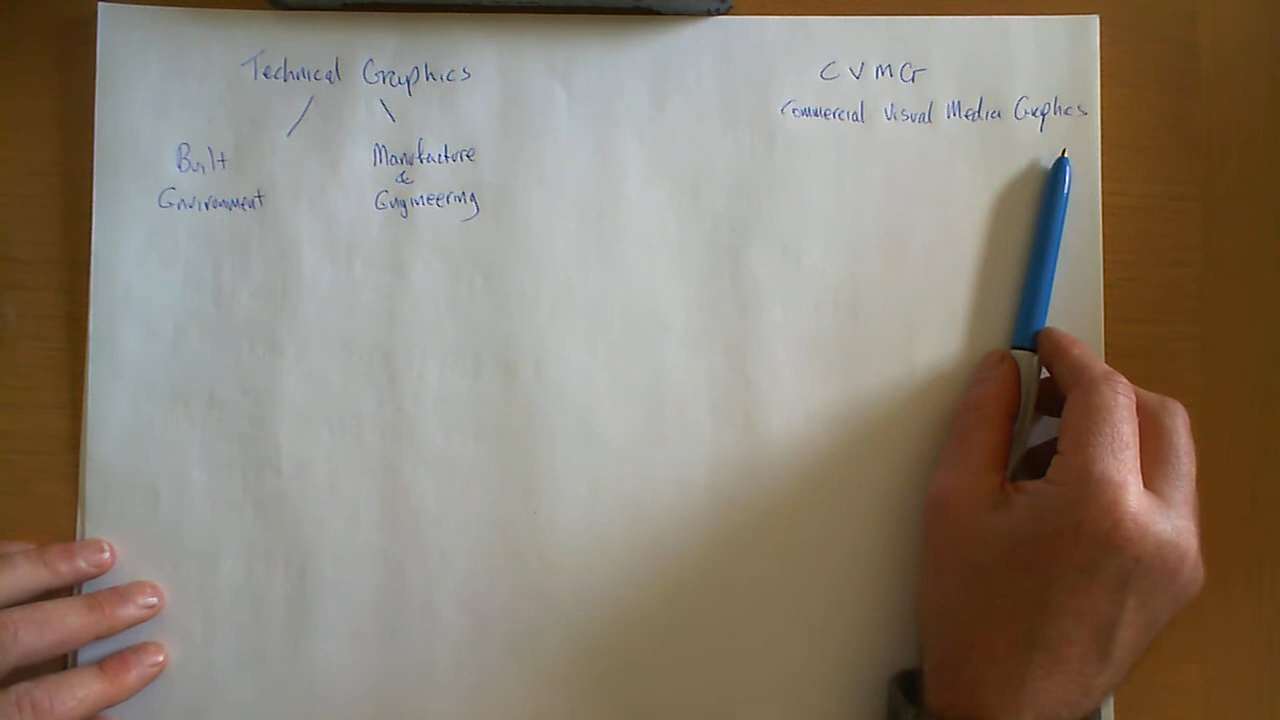 Technical Graphics
Built
Environment
Manufacture
&
Engineering
CVMG
Commercial Visual Media Graphics